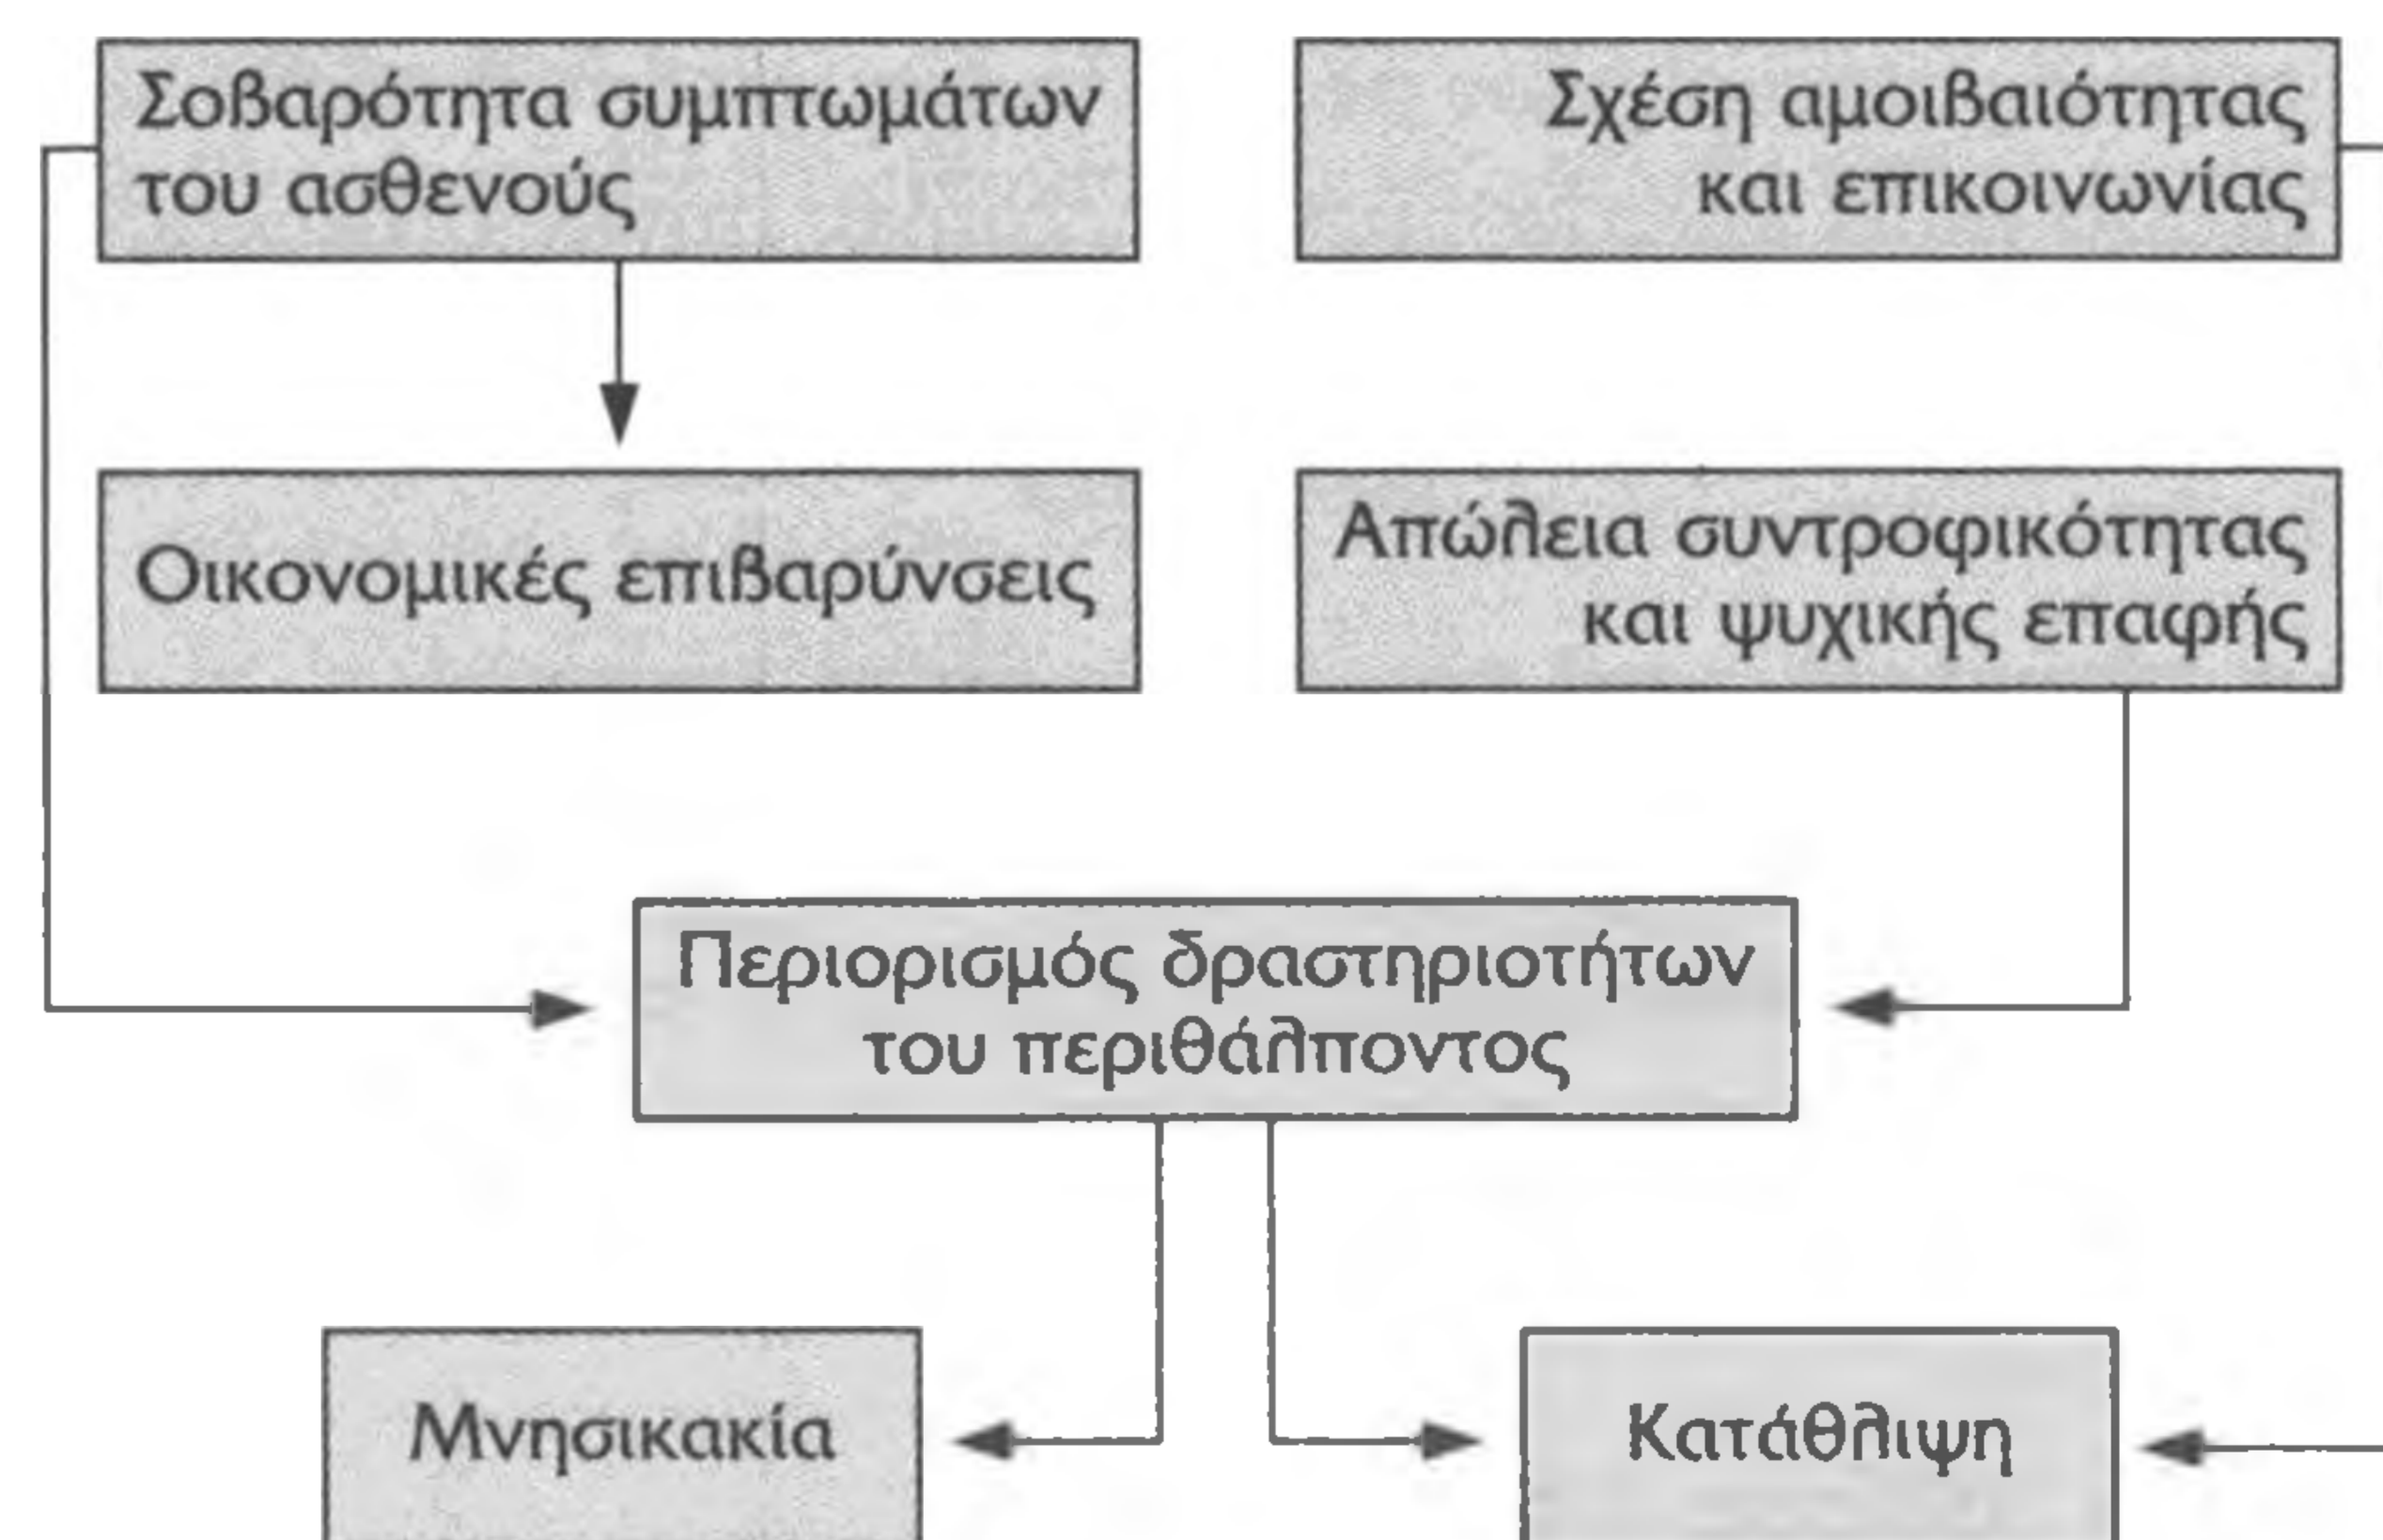 Σοβαρότητα συμπτωμάτων
του ασθενούς
Σχέση αμοιβαιότητας
και επικοινωνίας
Οικονομικές επιβαρύνσεις
Απώλεια συντροφικότητας
και ψυχικής επαφής
Περιορισμός δραστηριοτήτων
του περιθάλποντος
Μνησικακία
Κατάθλιψη